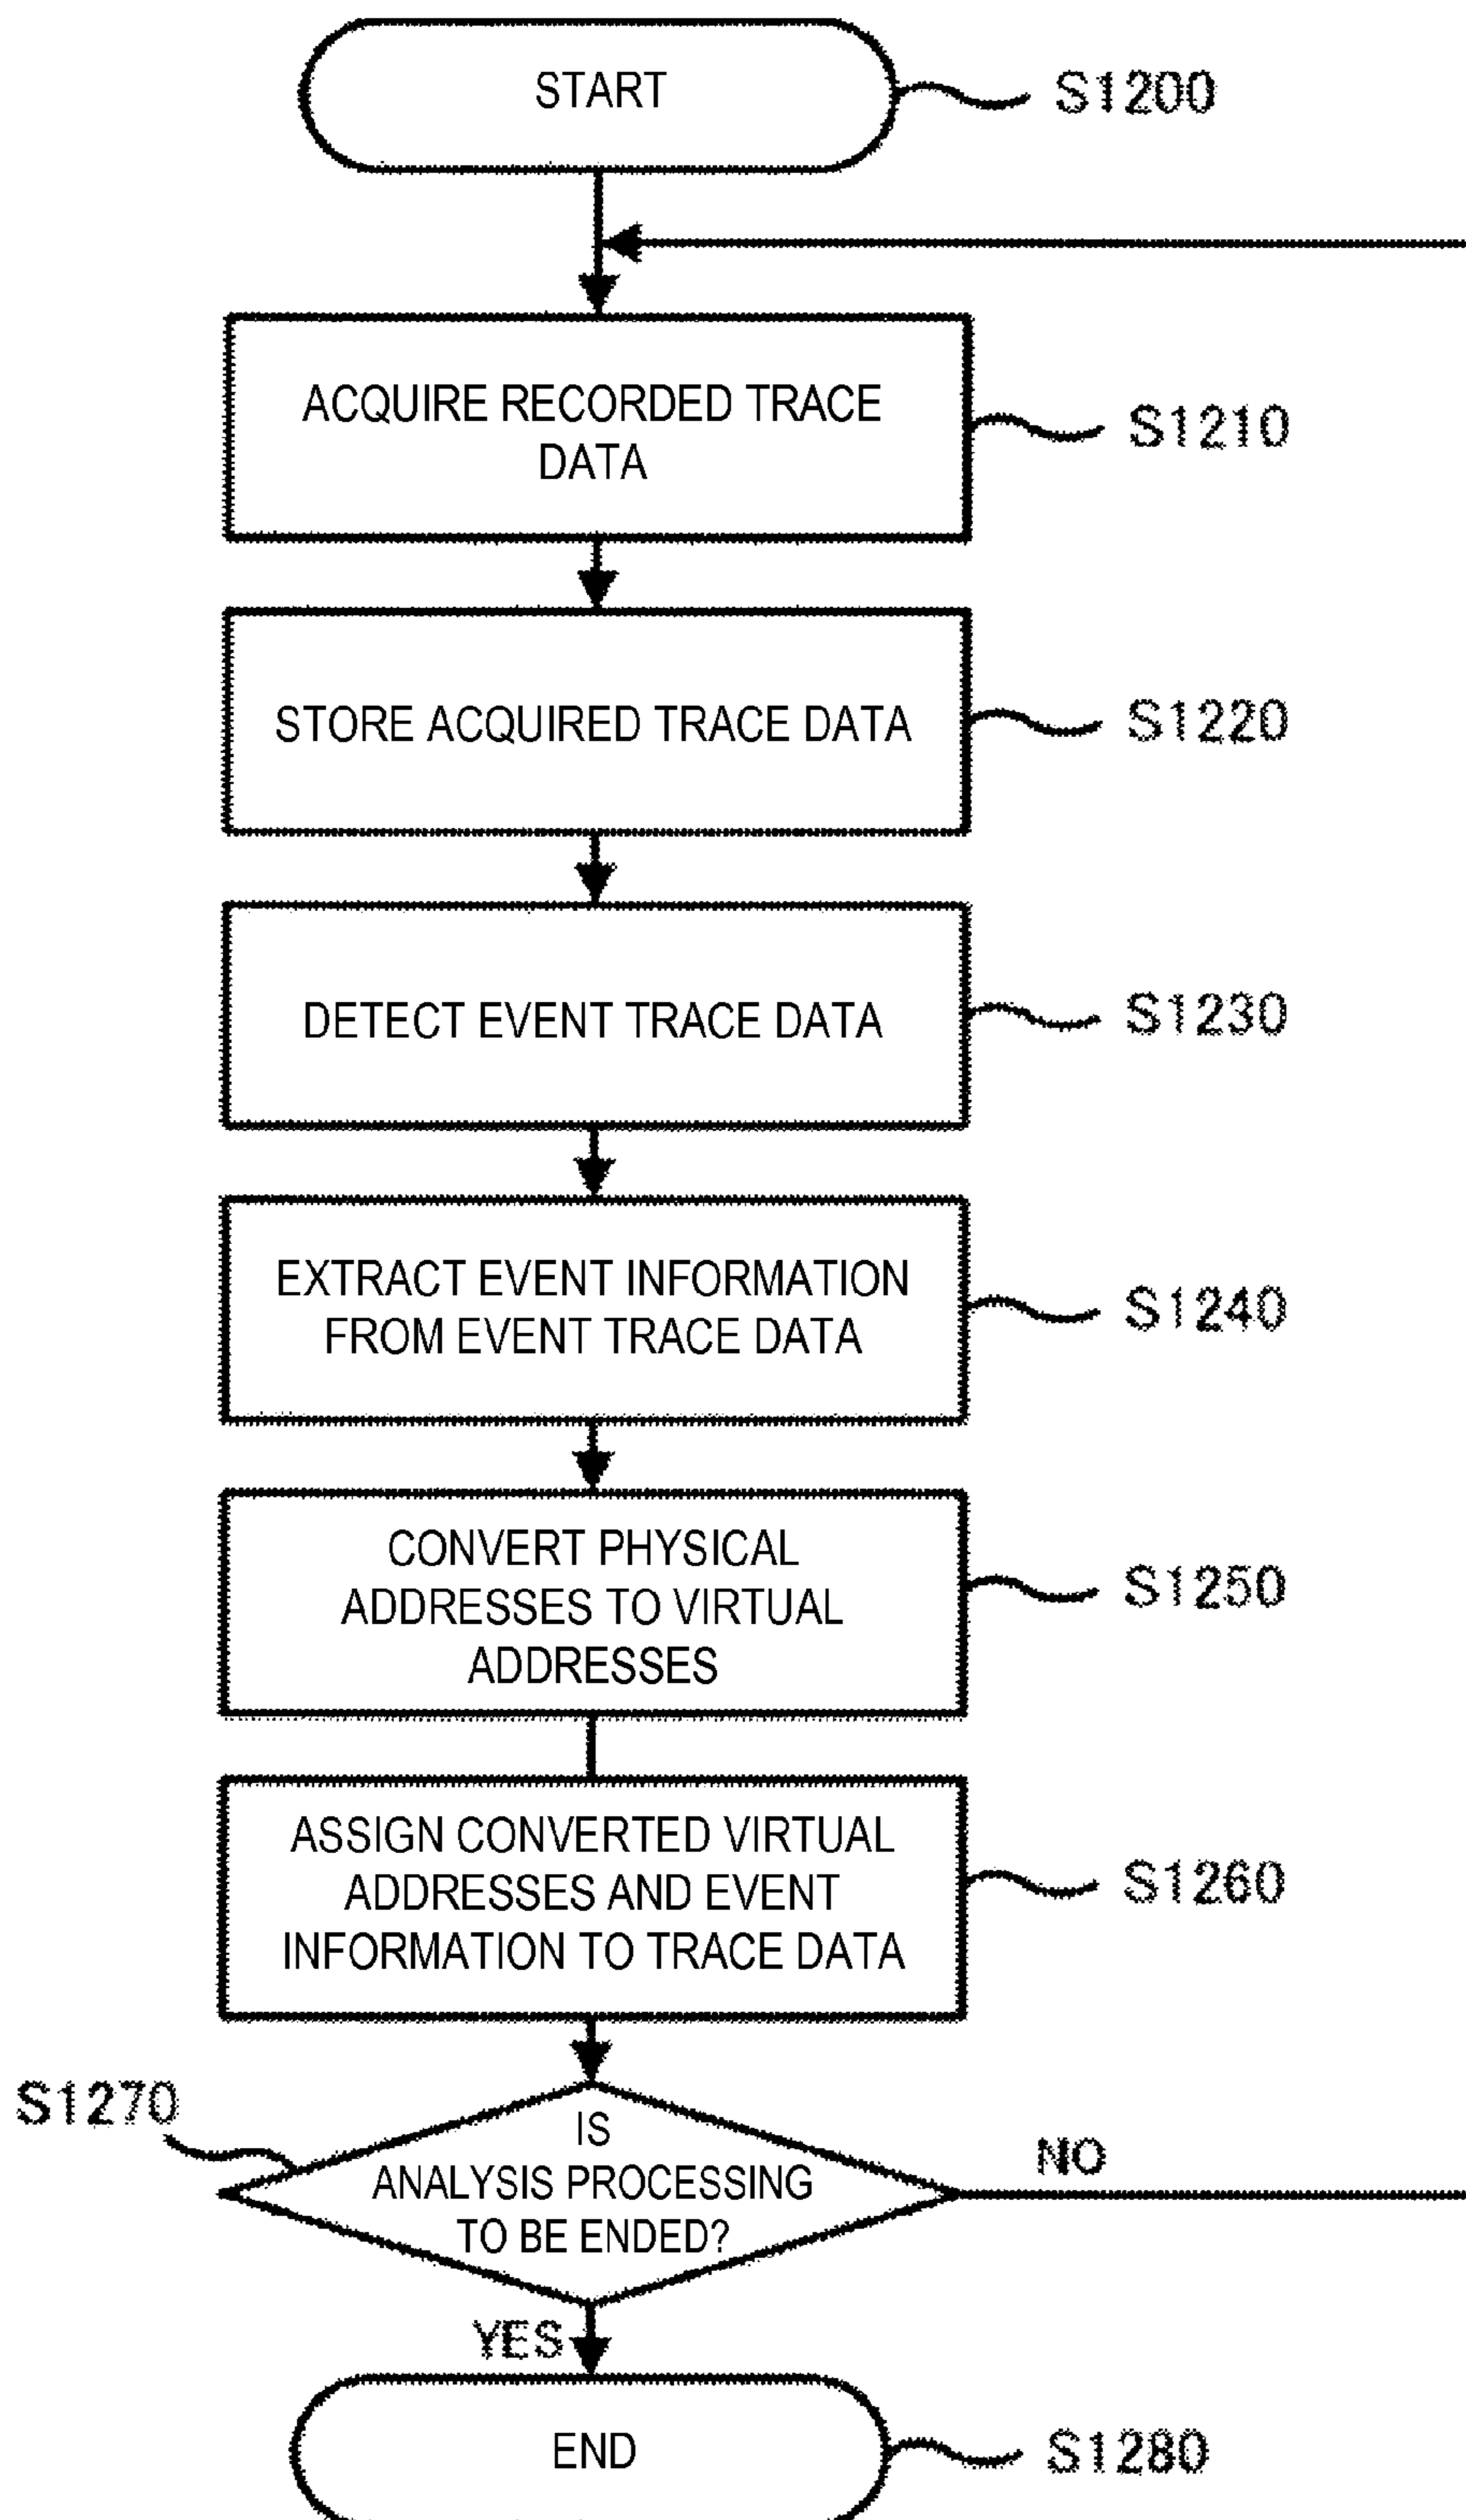 START
S1200
ACQUIRE RECORDED TRACE
DATA
S1210
STORE ACQUIRED TRACE DATA
S1220
DETECT EVENT TRACE DATA
S1230
EXTRACT EVENT INFORMATION
FROM EVENT TRACE DATA
S1240
CONVERT PHYSICAL
ADDRESSES TO VIRTUAL
ADDRESSES
S1250
ASSIGN CONVERTED VIRTUAL
ADDRESSES AND EVENT
INFORMATION TO TRACE DATA
S1260
S1270
IS
ANALYSIS PROCESSING
TO BE ENDED?
NO
YES
END
S1280